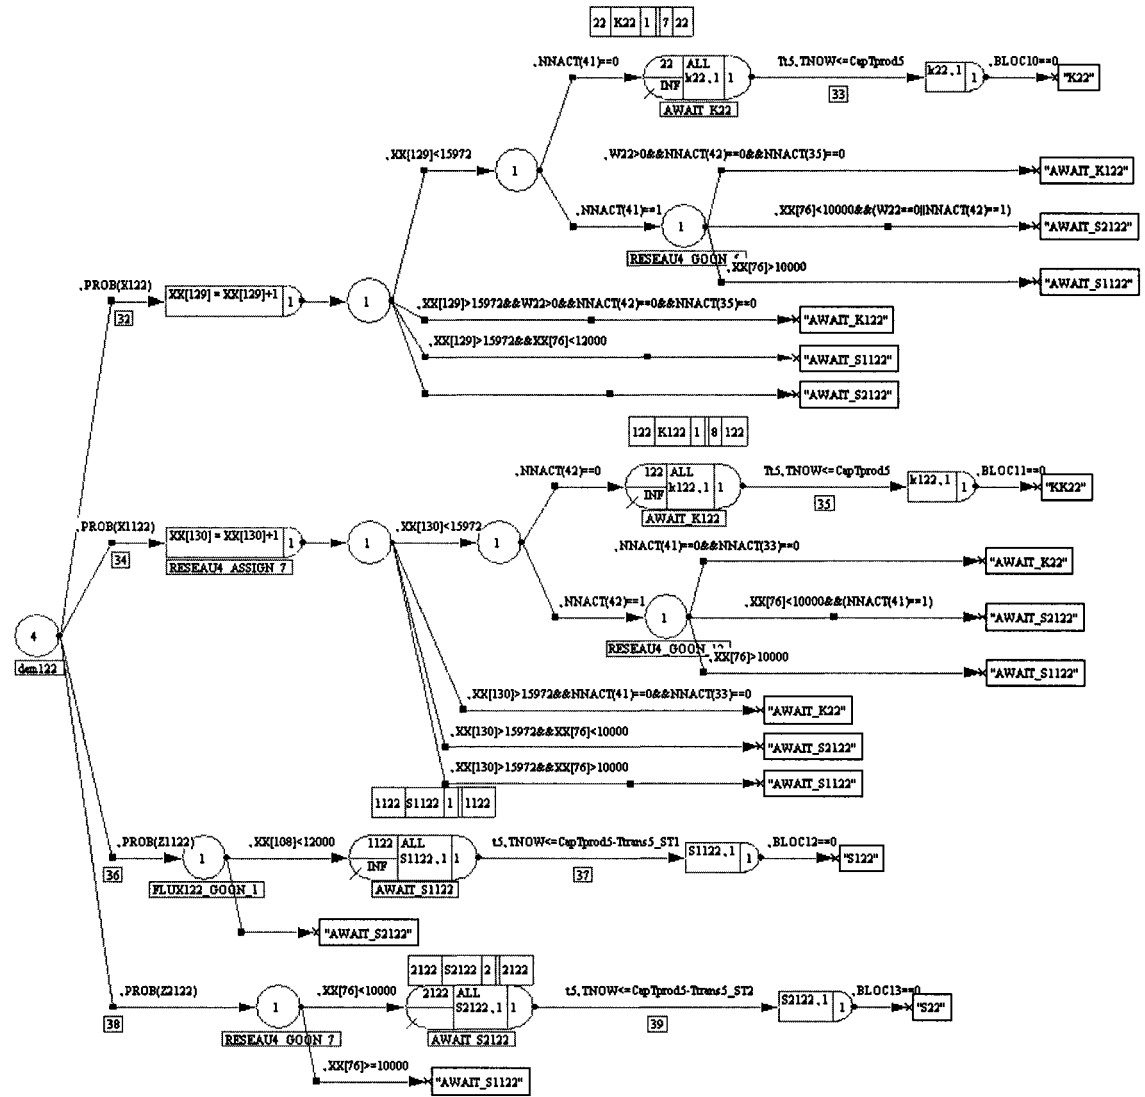 22 K22 1 7 22
,NNACT(41)==0
22 ALL
k22,1 1
INF
AWAIT_K22
Tt5,TNOW<=CapTprod5
33
k22,1 1
,BLOC10==0
"K22"
,XX[129]<15972
1
,W22>0&&NNACT(42)==0&&NNACT(35)==0
"AWAIT_K122"
,NNACT(41)==1
1
,XX[76]<10000&&(W22==0||NNACT(42)==1)
"AWAIT_S2122"
RESEAU4_GOON
,XX[76]>10000
"AWAIT_S1122"
,PROB(X122)
32
XX[129] = XX[129]+1 1
1
,XX[129]>15972&&W22>0&&NNACT(42)==0&&NNACT(35)==0
"AWAIT_K122"
,XX[129]>15972&&XX[76]<12000
"AWAIT_S1122"
"AWAIT_S2122"
122 K122 1 8 122
,NNACT(42)==0
122 ALL
k122,1 1
INF
AWAIT_K122
Tt5,TNOW<=CapTprod5
35
k122,1 1
,BLOC11==0
"KK22"
,PROB(X1122)
34
XX[130] = XX[130]+1 1
RESEAU4_ASSIGN_7
1
,XX[130]<15972
1
,NNACT(41)==0&&NNACT(33)==0
"AWAIT_K22"
,NNACT(42)==1
1
,XX[76]<10000&&(NNACT(41)==1)
"AWAIT_S2122"
RESEAU4_GOON
,XX[76]>10000
"AWAIT_S1122"
4
dem122
,XX[130]>15972&&NNACT(41)==0&&NNACT(33)==0
"AWAIT_K22"
,XX[130]>15972&&XX[76]<10000
"AWAIT_S2122"
,XX[130]>15972&&XX[76]>10000
"AWAIT_S1122"
1122 S1122 1 1122
,PROB(Z1122)
36
1
FLUX122_GOON_1
,XX[108]<12000
1122 ALL
S1122,1 1
INF
AWAIT_S1122
t5,TNOW<=CapTprod5-Ttrans5_ST1
37
S1122,1 1
,BLOC12==0
"S122"
"AWAIT_S2122"
2122 S2122 2 2122
,PROB(Z2122)
38
1
RESEAU4_GOON_7
,XX[76]<10000
2122 ALL
S2122,1 1
AWAIT_S2122
t5,TNOW<=CapTprod5-Ttrans5_ST2
39
S2122,1 1
,BLOC13==0
"S22"
,XX[76]>=10000
"AWAIT_S1122"